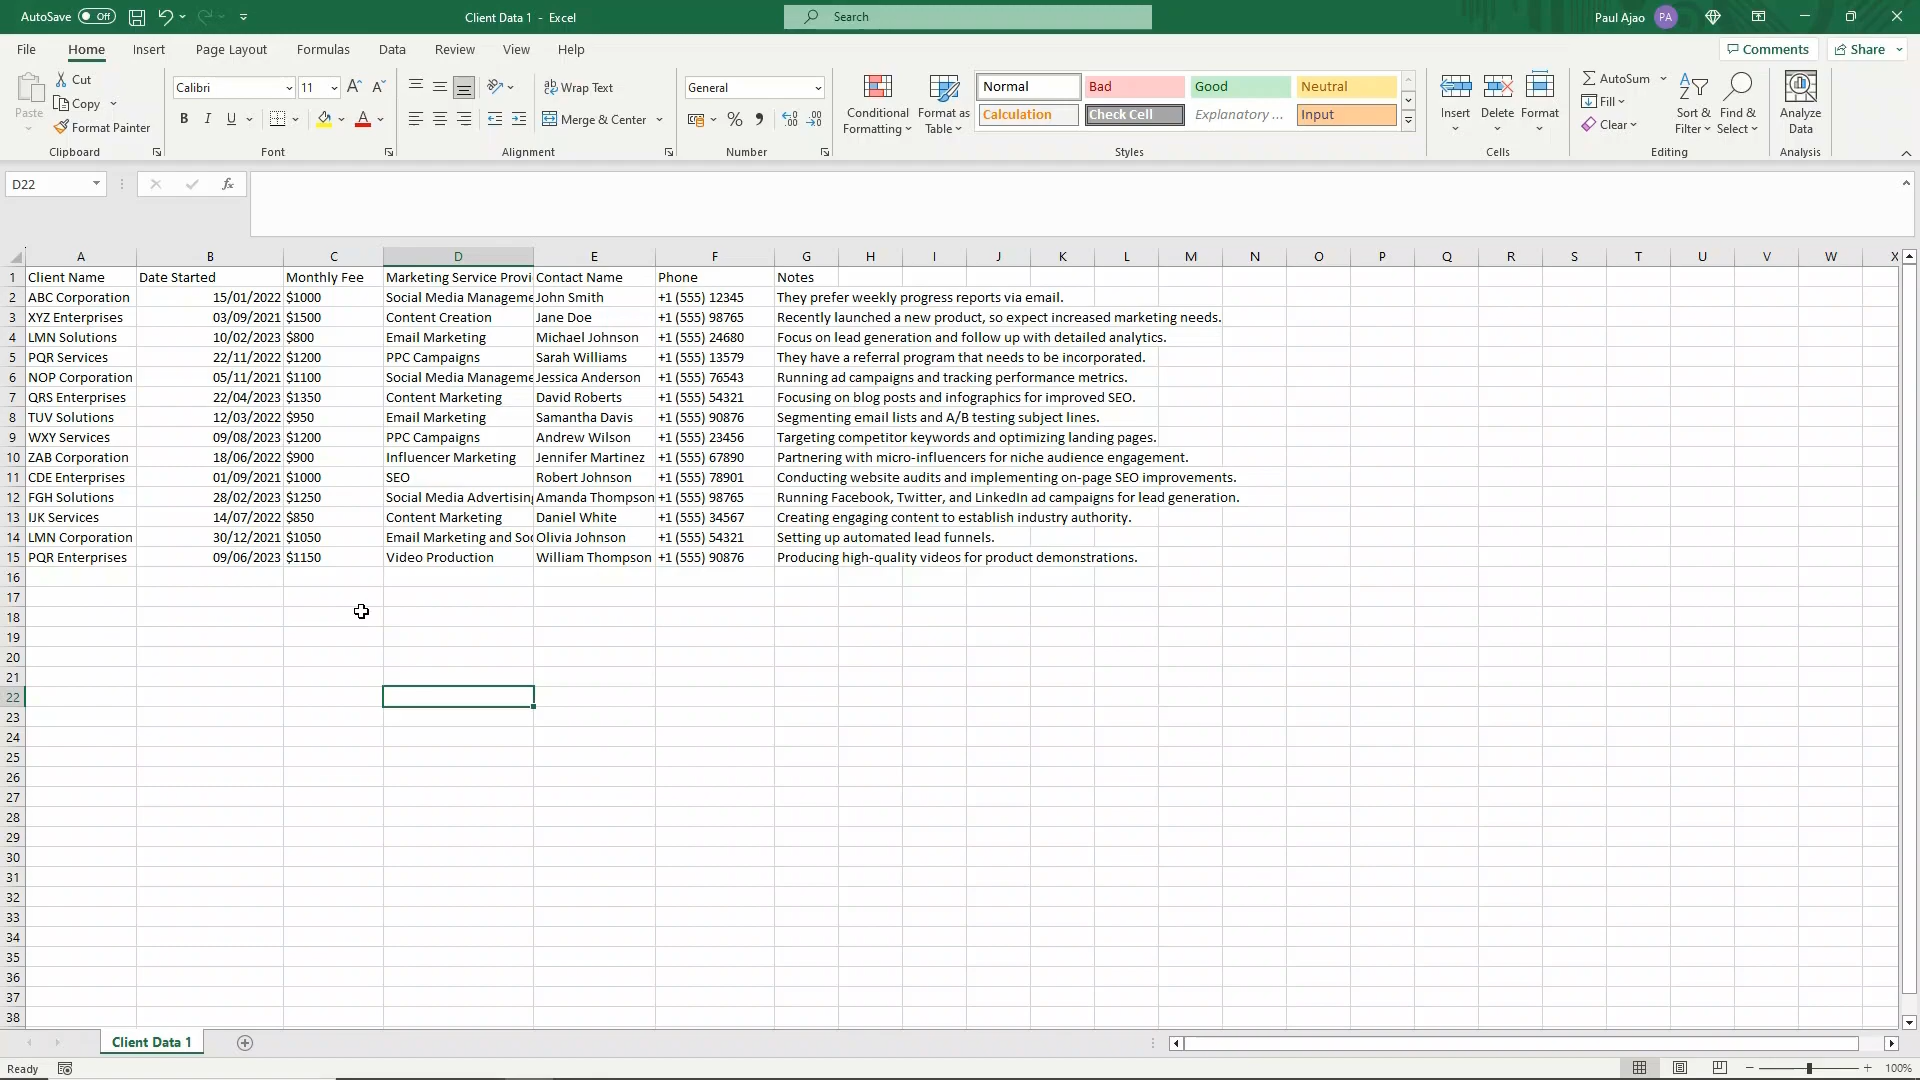 AutoSave Off Client Data 1 - Excel Search Paul Ajao PA
File Home Insert Page Layout Formulas Data Review View Help Comments Share
Paste Cut Copy Format Painter Clipboard
Calibri 11 B I U Font
Wrap Text Merge & Center Alignment
General Number
Conditional Formatting Format as Table
Normal Bad Good Neutral
Calculation Check Cell Explanatory ... Input
Styles
Insert Delete Format Cells
AutoSum Fill Clear Sort & Filter Find & Select Editing
Analyze Data Analysis
D22 fx
A B C D E F G H I J K L M N O P Q R S T U V W X
1 Client Name Date Started Monthly Fee Marketing Service Provi Contact Name Phone Notes
2 ABC Corporation 15/01/2022 $1000 Social Media Manageme John Smith +1 (555) 12345 They prefer weekly progress reports via email.
3 XYZ Enterprises 03/09/2021 $1500 Content Creation Jane Doe +1 (555) 98765 Recently launched a new product, so expect increased marketing needs.
4 LMN Solutions 10/02/2023 $800 Email Marketing Michael Johnson +1 (555) 24680 Focus on lead generation and follow up with detailed analytics.
5 PQR Services 22/11/2022 $1200 PPC Campaigns Sarah Williams +1 (555) 13579 They have a referral program that needs to be incorporated.
6 NOP Corporation 05/11/2021 $1100 Social Media Manageme Jessica Anderson +1 (555) 76543 Running ad campaigns and tracking performance metrics.
7 QRS Enterprises 22/04/2023 $1350 Content Marketing David Roberts +1 (555) 54321 Focusing on blog posts and infographics for improved SEO.
8 TUV Solutions 12/03/2022 $950 Email Marketing Samantha Davis +1 (555) 90876 Segmenting email lists and A/B testing subject lines.
9 WXY Services 09/08/2023 $1200 PPC Campaigns Andrew Wilson +1 (555) 23456 Targeting competitor keywords and optimizing landing pages.
10 ZAB Corporation 18/06/2022 $900 Influencer Marketing Jennifer Martinez +1 (555) 67890 Partnering with micro-influencers for niche audience engagement.
11 CDE Enterprises 01/09/2021 $1000 SEO Robert Johnson +1 (555) 78901 Conducting website audits and implementing on-page SEO improvements.
12 FGH Solutions 28/02/2023 $1250 Social Media Advertising Amanda Thompson +1 (555) 98765 Running Facebook, Twitter, and LinkedIn ad campaigns for lead generation.
13 IJK Services 14/07/2022 $850 Content Marketing Daniel White +1 (555) 34567 Creating engaging content to establish industry authority.
14 LMN Corporation 30/12/2021 $1050 Email Marketing and Soc Olivia Johnson +1 (555) 54321 Setting up automated lead funnels.
15 PQR Enterprises 09/06/2023 $1150 Video Production William Thompson +1 (555) 90876 Producing high-quality videos for product demonstrations.
16
17
18
19
20
21
22
23
24
25
26
27
28
29
30
31
32
33
34
35
36
37
38
Client Data 1
Ready 100%